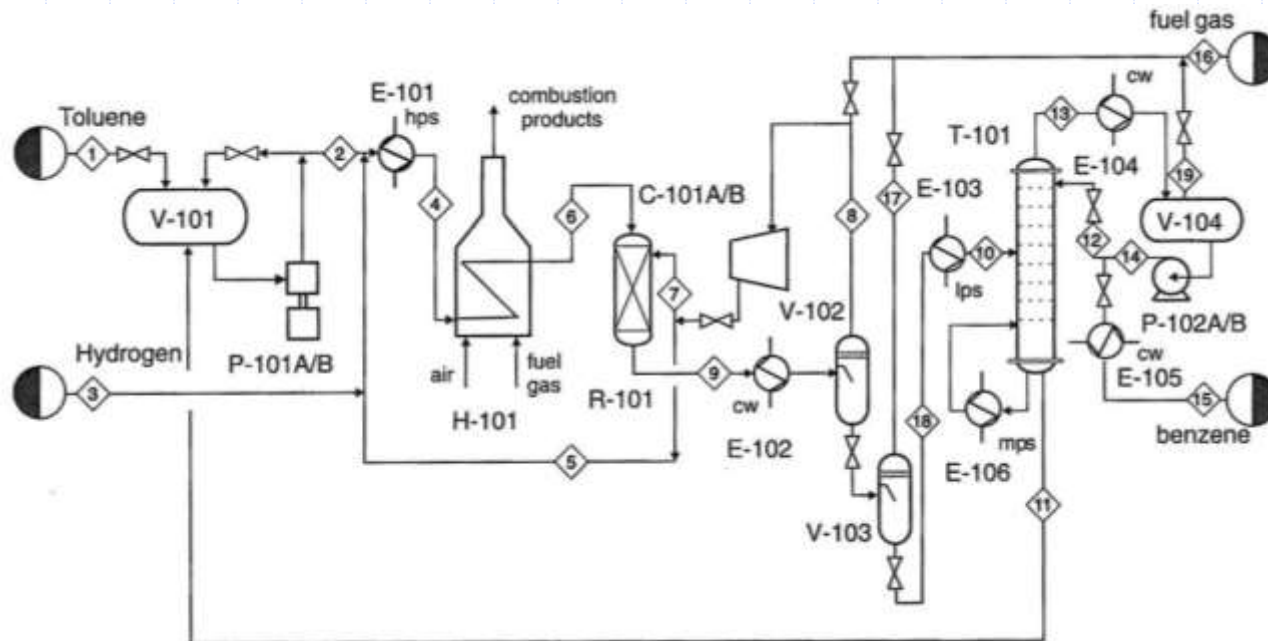 fuel gas
16
E-101
hps
combustion
products
cw
13
T-101
Toluene
1
2
E-104
19
V-101
4
6
C-101A/B
8
17
E-103
V-104
10
12
14
7
lps
V-102
P-102A/B
Hydrogen
P-101A/B
air
fuel
gas
9
cw
E-105
3
H-101
R-101
cw
18
15
mps
benzene
5
E-102
E-106
11
V-103